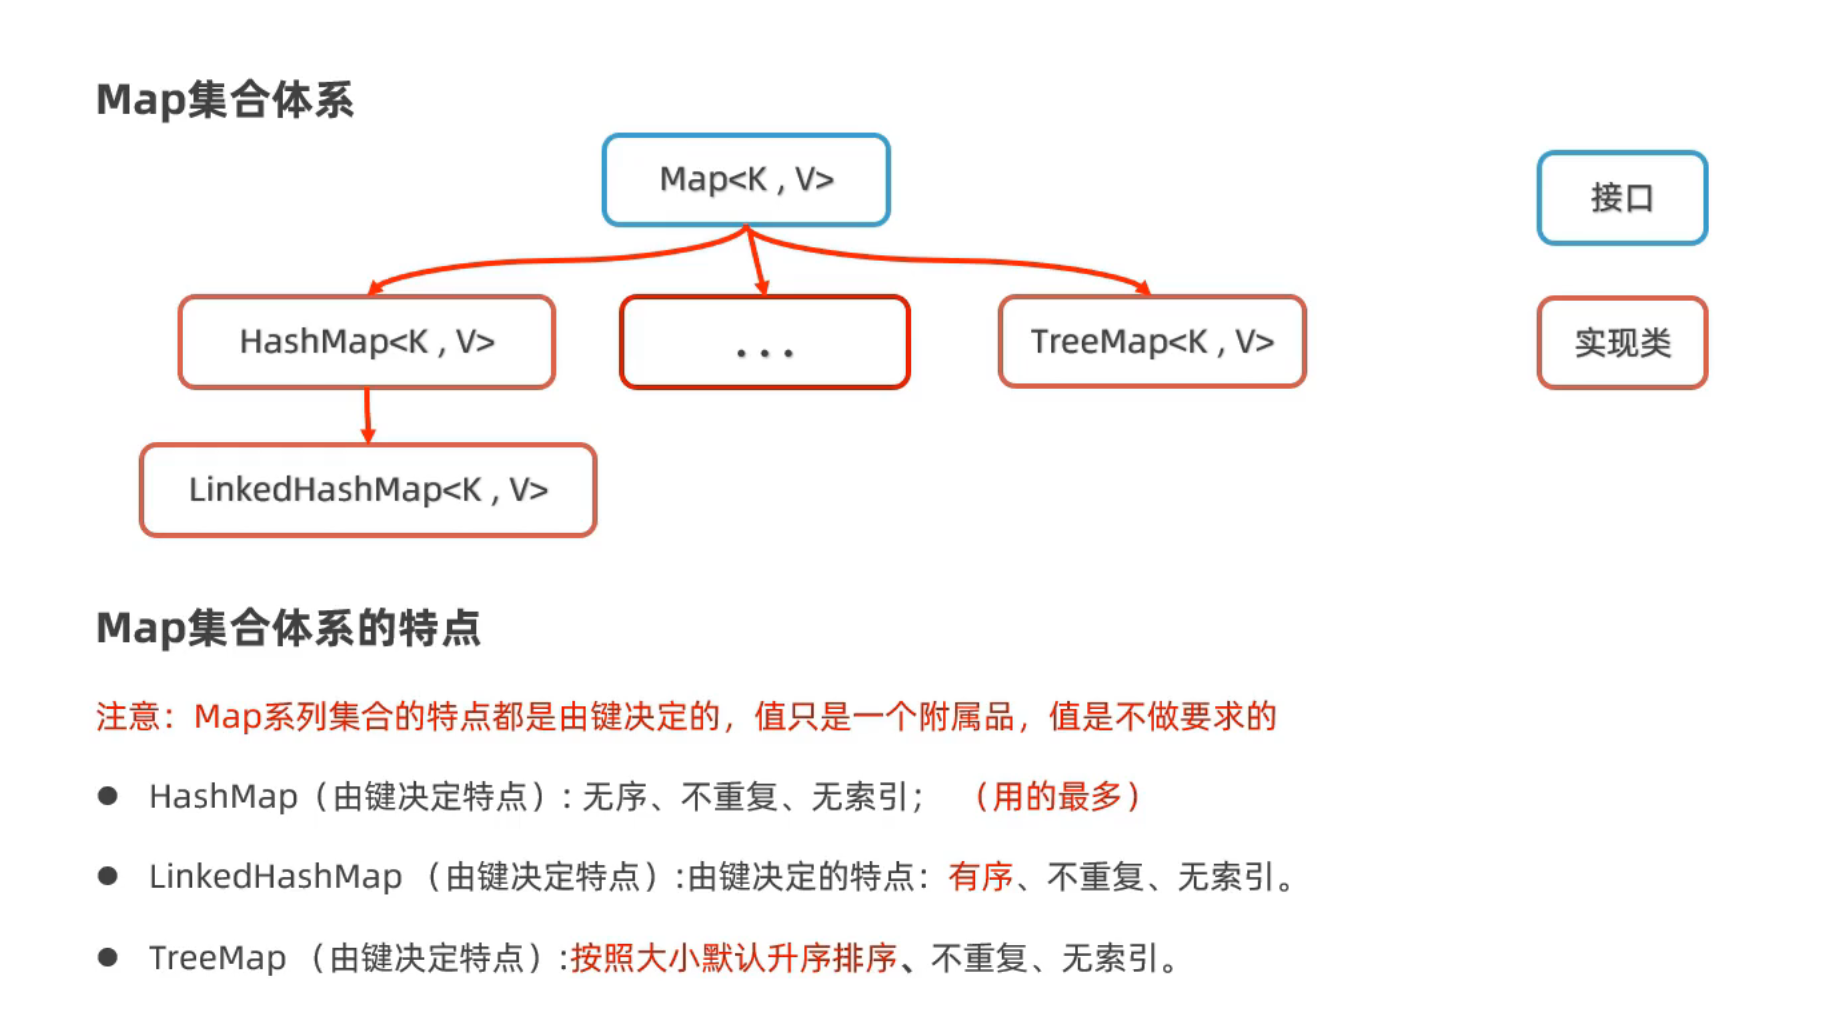 Map集合体系
Map<K , V>
接口
HashMap<K , V>
...
TreeMap<K , V>
实现类
LinkedHashMap<K , V>
Map集合体系的特点
注意：Map系列集合的特点都是由键决定的，值只是一个附属品，值是不做要求的
● HashMap（由键决定特点）: 无序、不重复、无索引； （用的最多）
● LinkedHashMap （由键决定特点）:由键决定的特点：有序、不重复、无索引。
● TreeMap （由键决定特点）:按照大小默认升序排序、不重复、无索引。